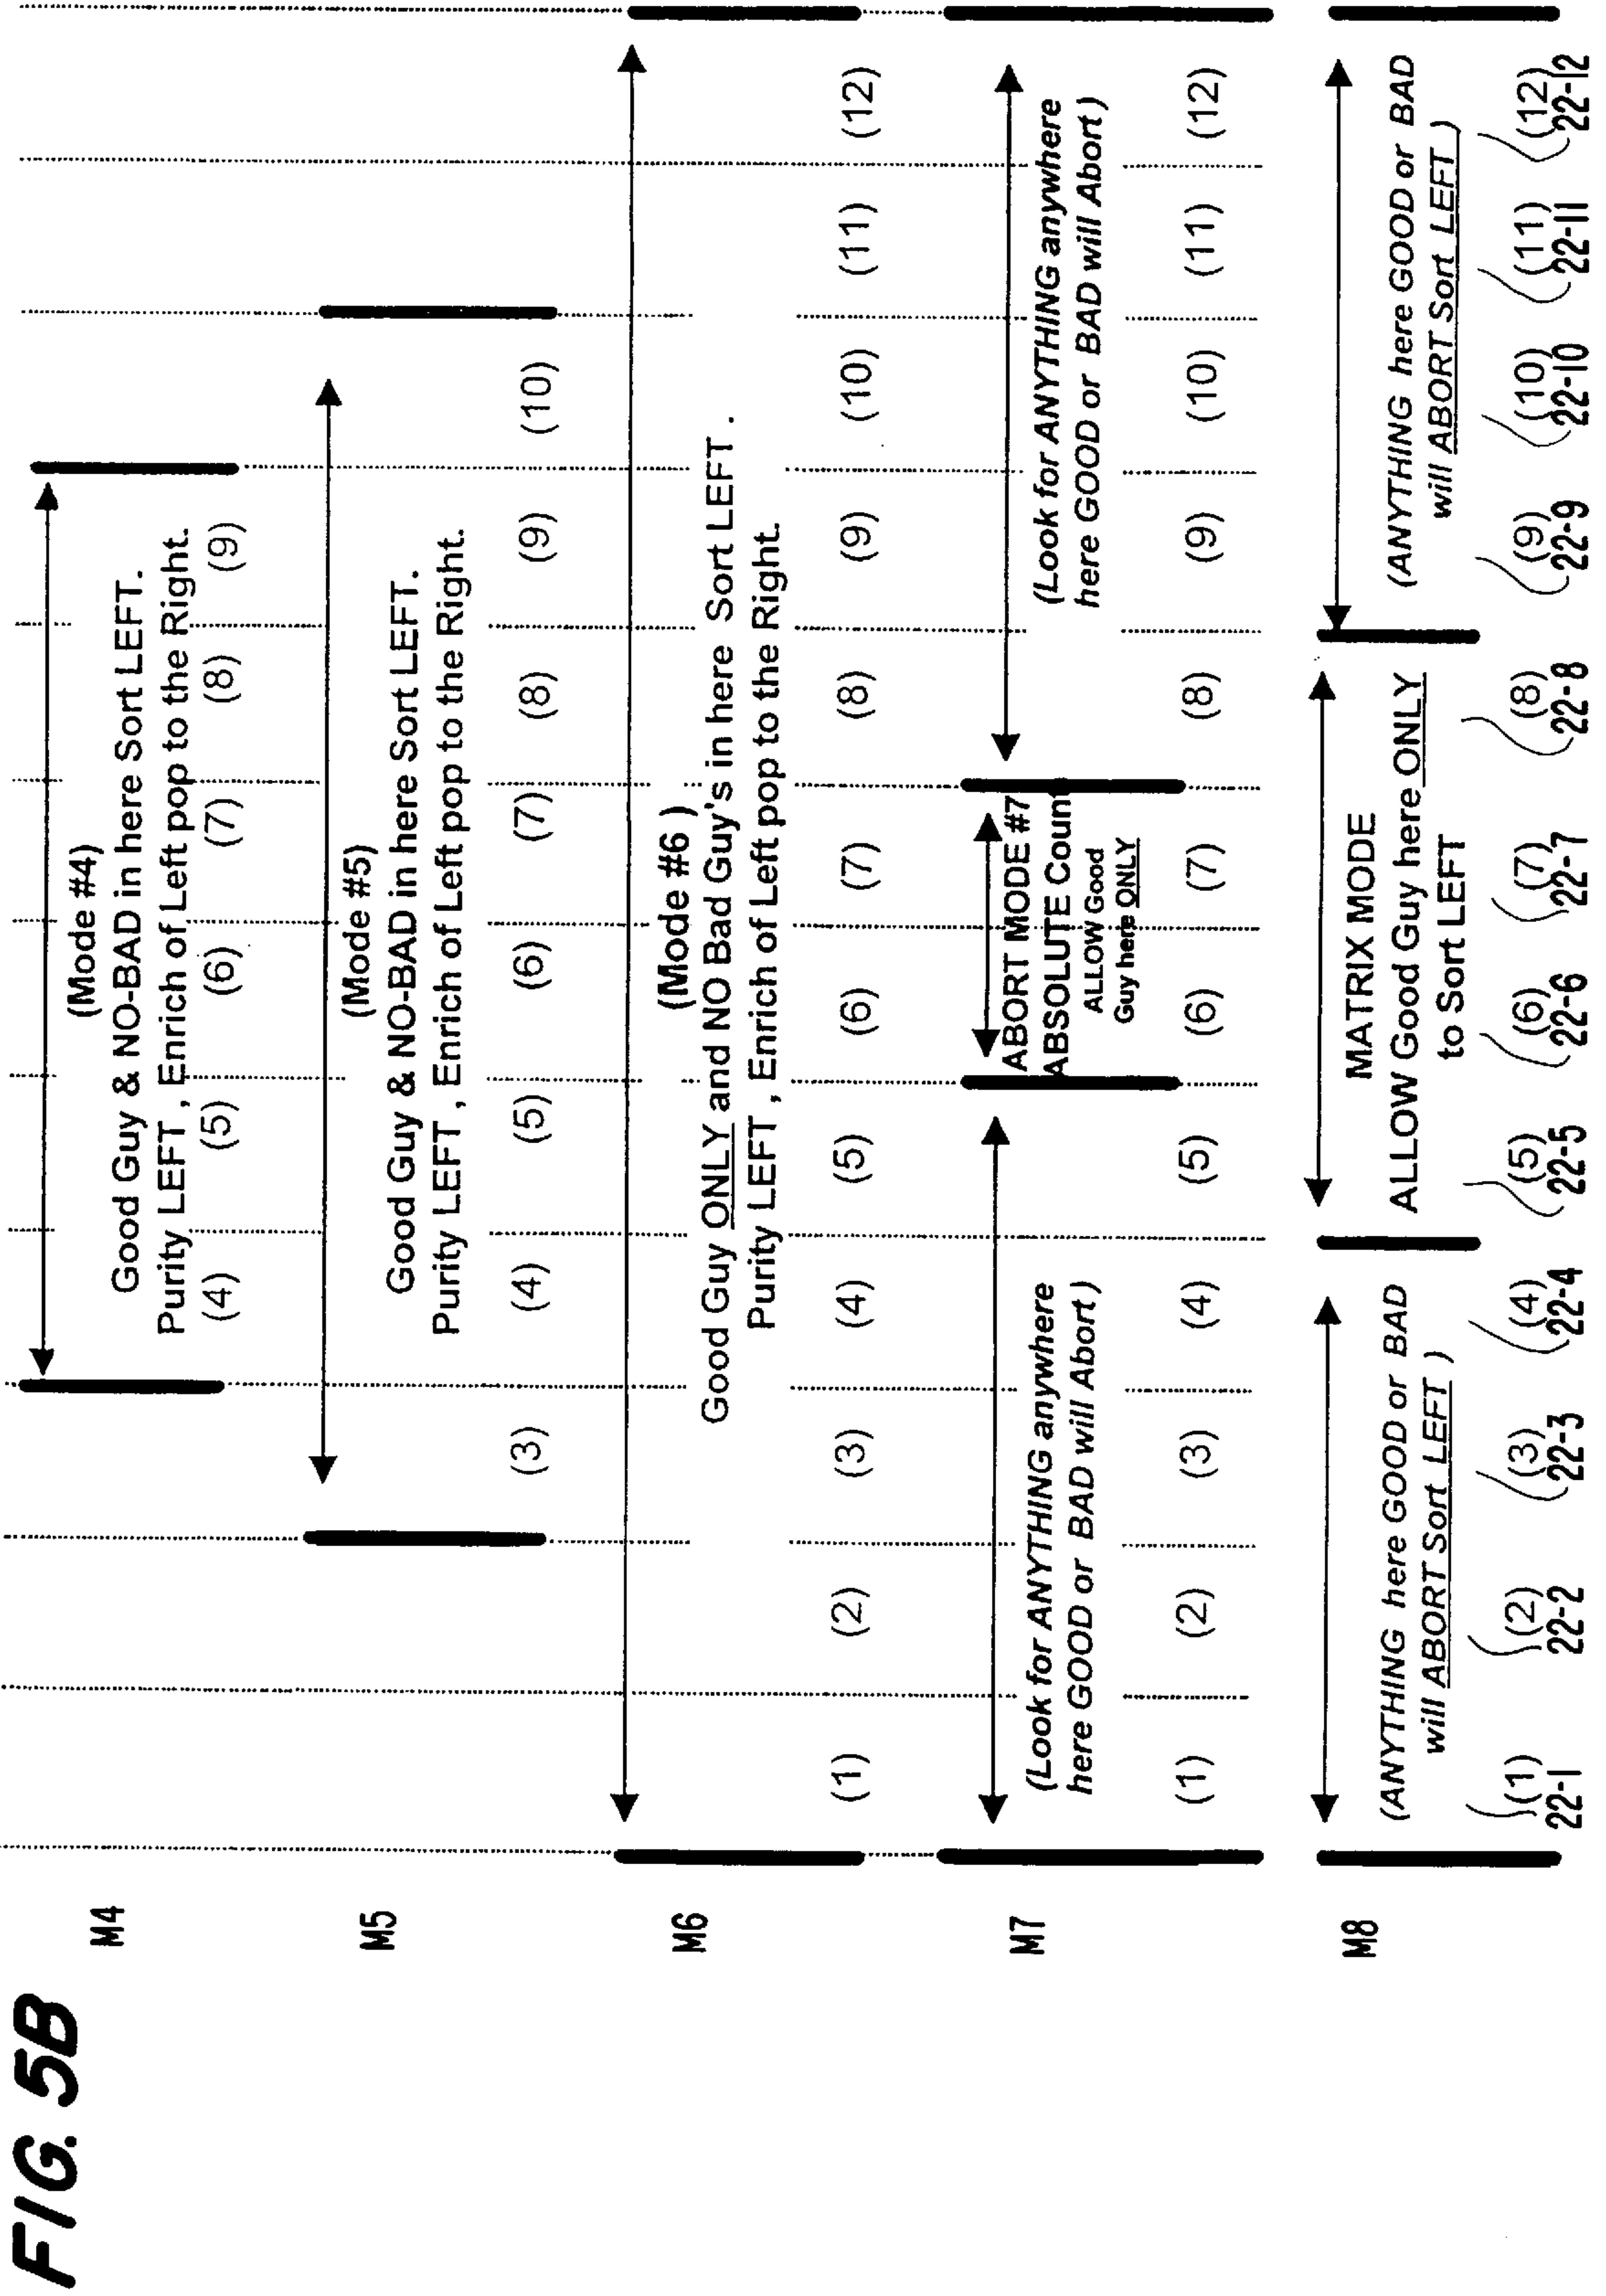 FIG. 5B
M4
(Mode #4)
Good Guy & NO-BAD in here Sort LEFT.
Purity LEFT , Enrich of Left pop to the Right.
(4) (5) (6) (7) (8) (9)
M5
(Mode #5)
Good Guy & NO-BAD in here Sort LEFT.
Purity LEFT , Enrich of Left pop to the Right.
(3) (4) (5) (6) (7) (8) (9) (10)
M6
(Mode #6 )
Good Guy ONLY and NO Bad Guy's in here Sort LEFT .
Purity LEFT , Enrich of Left pop to the Right.
(1) (2) (3) (4) (5) (6) (7) (8) (9) (10) (11) (12)
M7
(Look for ANYTHING anywhere
here GOOD or BAD will Abort)
ABORT MODE #7
ABSOLUTE Count
ALLOW Good
Guy here ONLY
(Look for ANYTHING anywhere
here GOOD or BAD will Abort)
(1) (2) (3) (4) (5) (6) (7) (8) (9) (10) (11) (12)
M8
(ANYTHING here GOOD or BAD
will ABORT Sort LEFT )
MATRIX MODE
ALLOW Good Guy here ONLY
to Sort LEFT
(ANYTHING here GOOD or BAD
will ABORT Sort LEFT )
(1) (2) (3) (4) (5) (6) (7) (8) (9) (10) (11) (12)
22-1 22-2 22-3 22-4 22-5 22-6 22-7 22-8 22-9 22-10 22-11 22-12